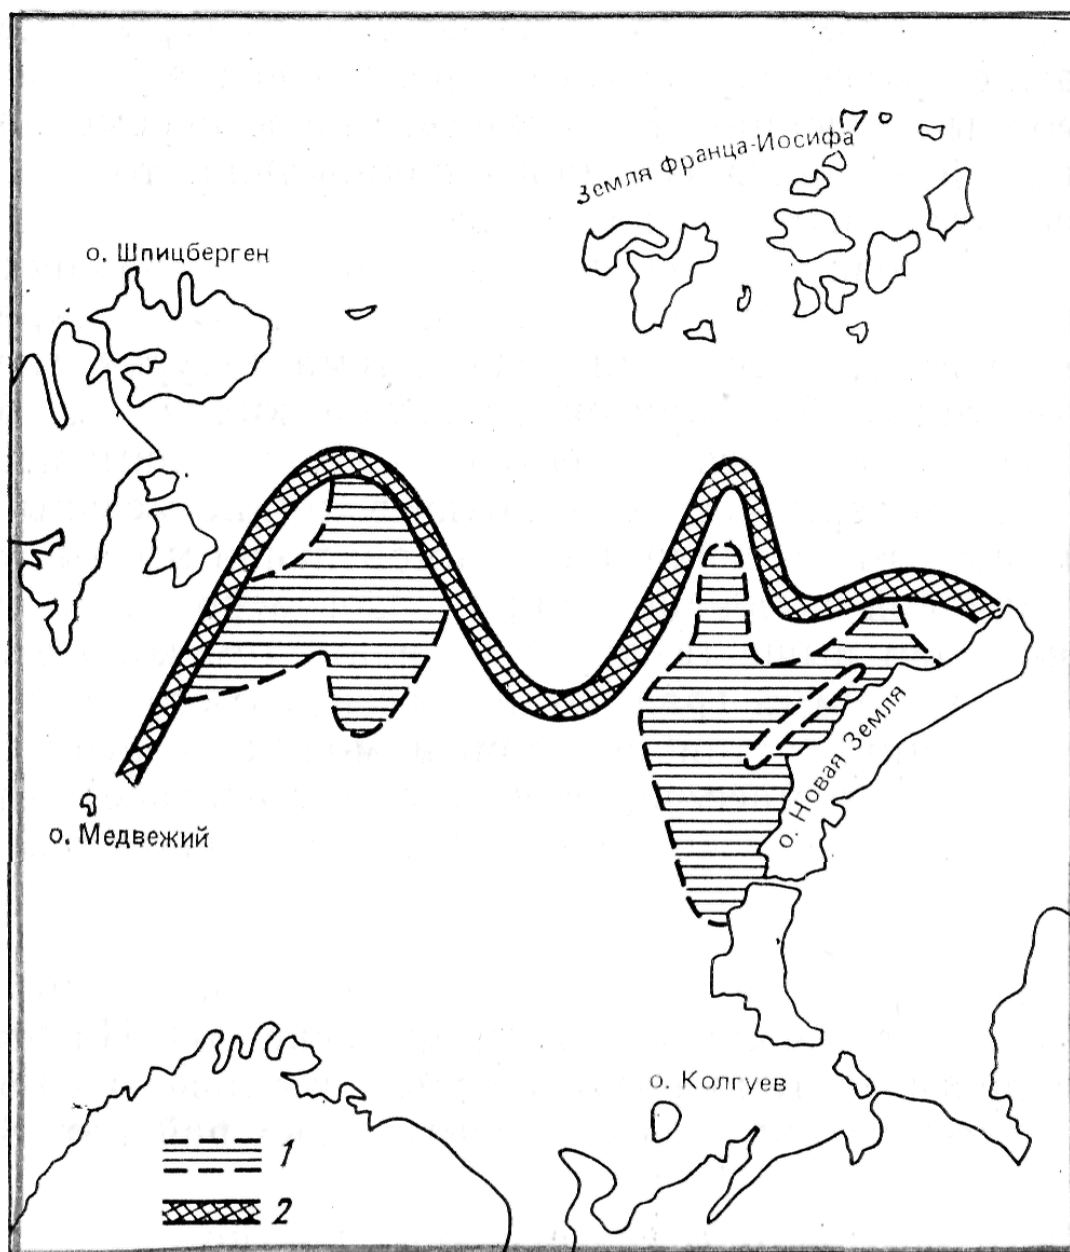 Земля Франца-Иосифа
о. Шпицберген
о. Новая Земля
о. Медвежий
о. Колгуев
1
2